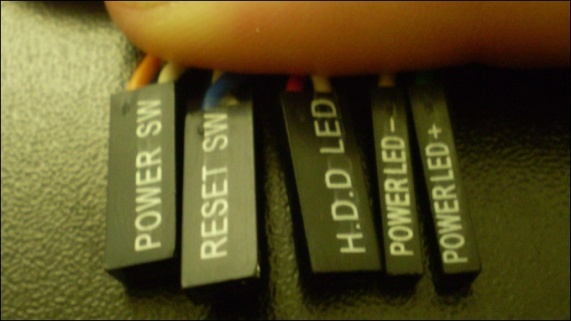 POWER SW
RESET SW
H.D.D LED
POWER LED -
POWER LED +